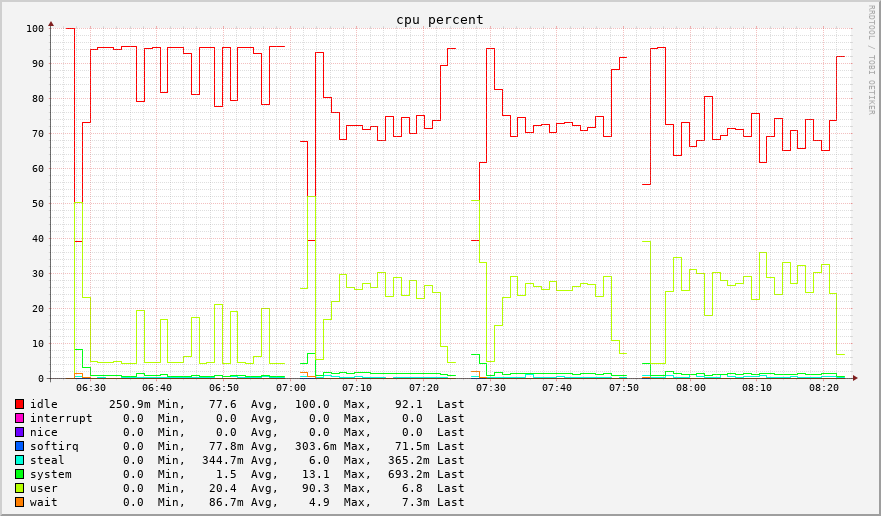 cpu percent
RRDTOOL / TOBI OETIKER
100
90
80
70
60
50
40
30
20
10
0
06:30 06:40 06:50 07:00 07:10 07:20 07:30 07:40 07:50 08:00 08:10 08:20
idle 250.9m Min, 77.6 Avg, 100.0 Max, 92.1 Last
interrupt 0.0 Min, 0.0 Avg, 0.0 Max, 0.0 Last
nice 0.0 Min, 0.0 Avg, 0.0 Max, 0.0 Last
softirq 0.0 Min, 77.8m Avg, 303.6m Max, 71.5m Last
steal 0.0 Min, 344.7m Avg, 6.0 Max, 365.2m Last
system 0.0 Min, 1.5 Avg, 13.1 Max, 693.2m Last
user 0.0 Min, 20.4 Avg, 90.3 Max, 6.8 Last
wait 0.0 Min, 86.7m Avg, 4.9 Max, 7.3m Last